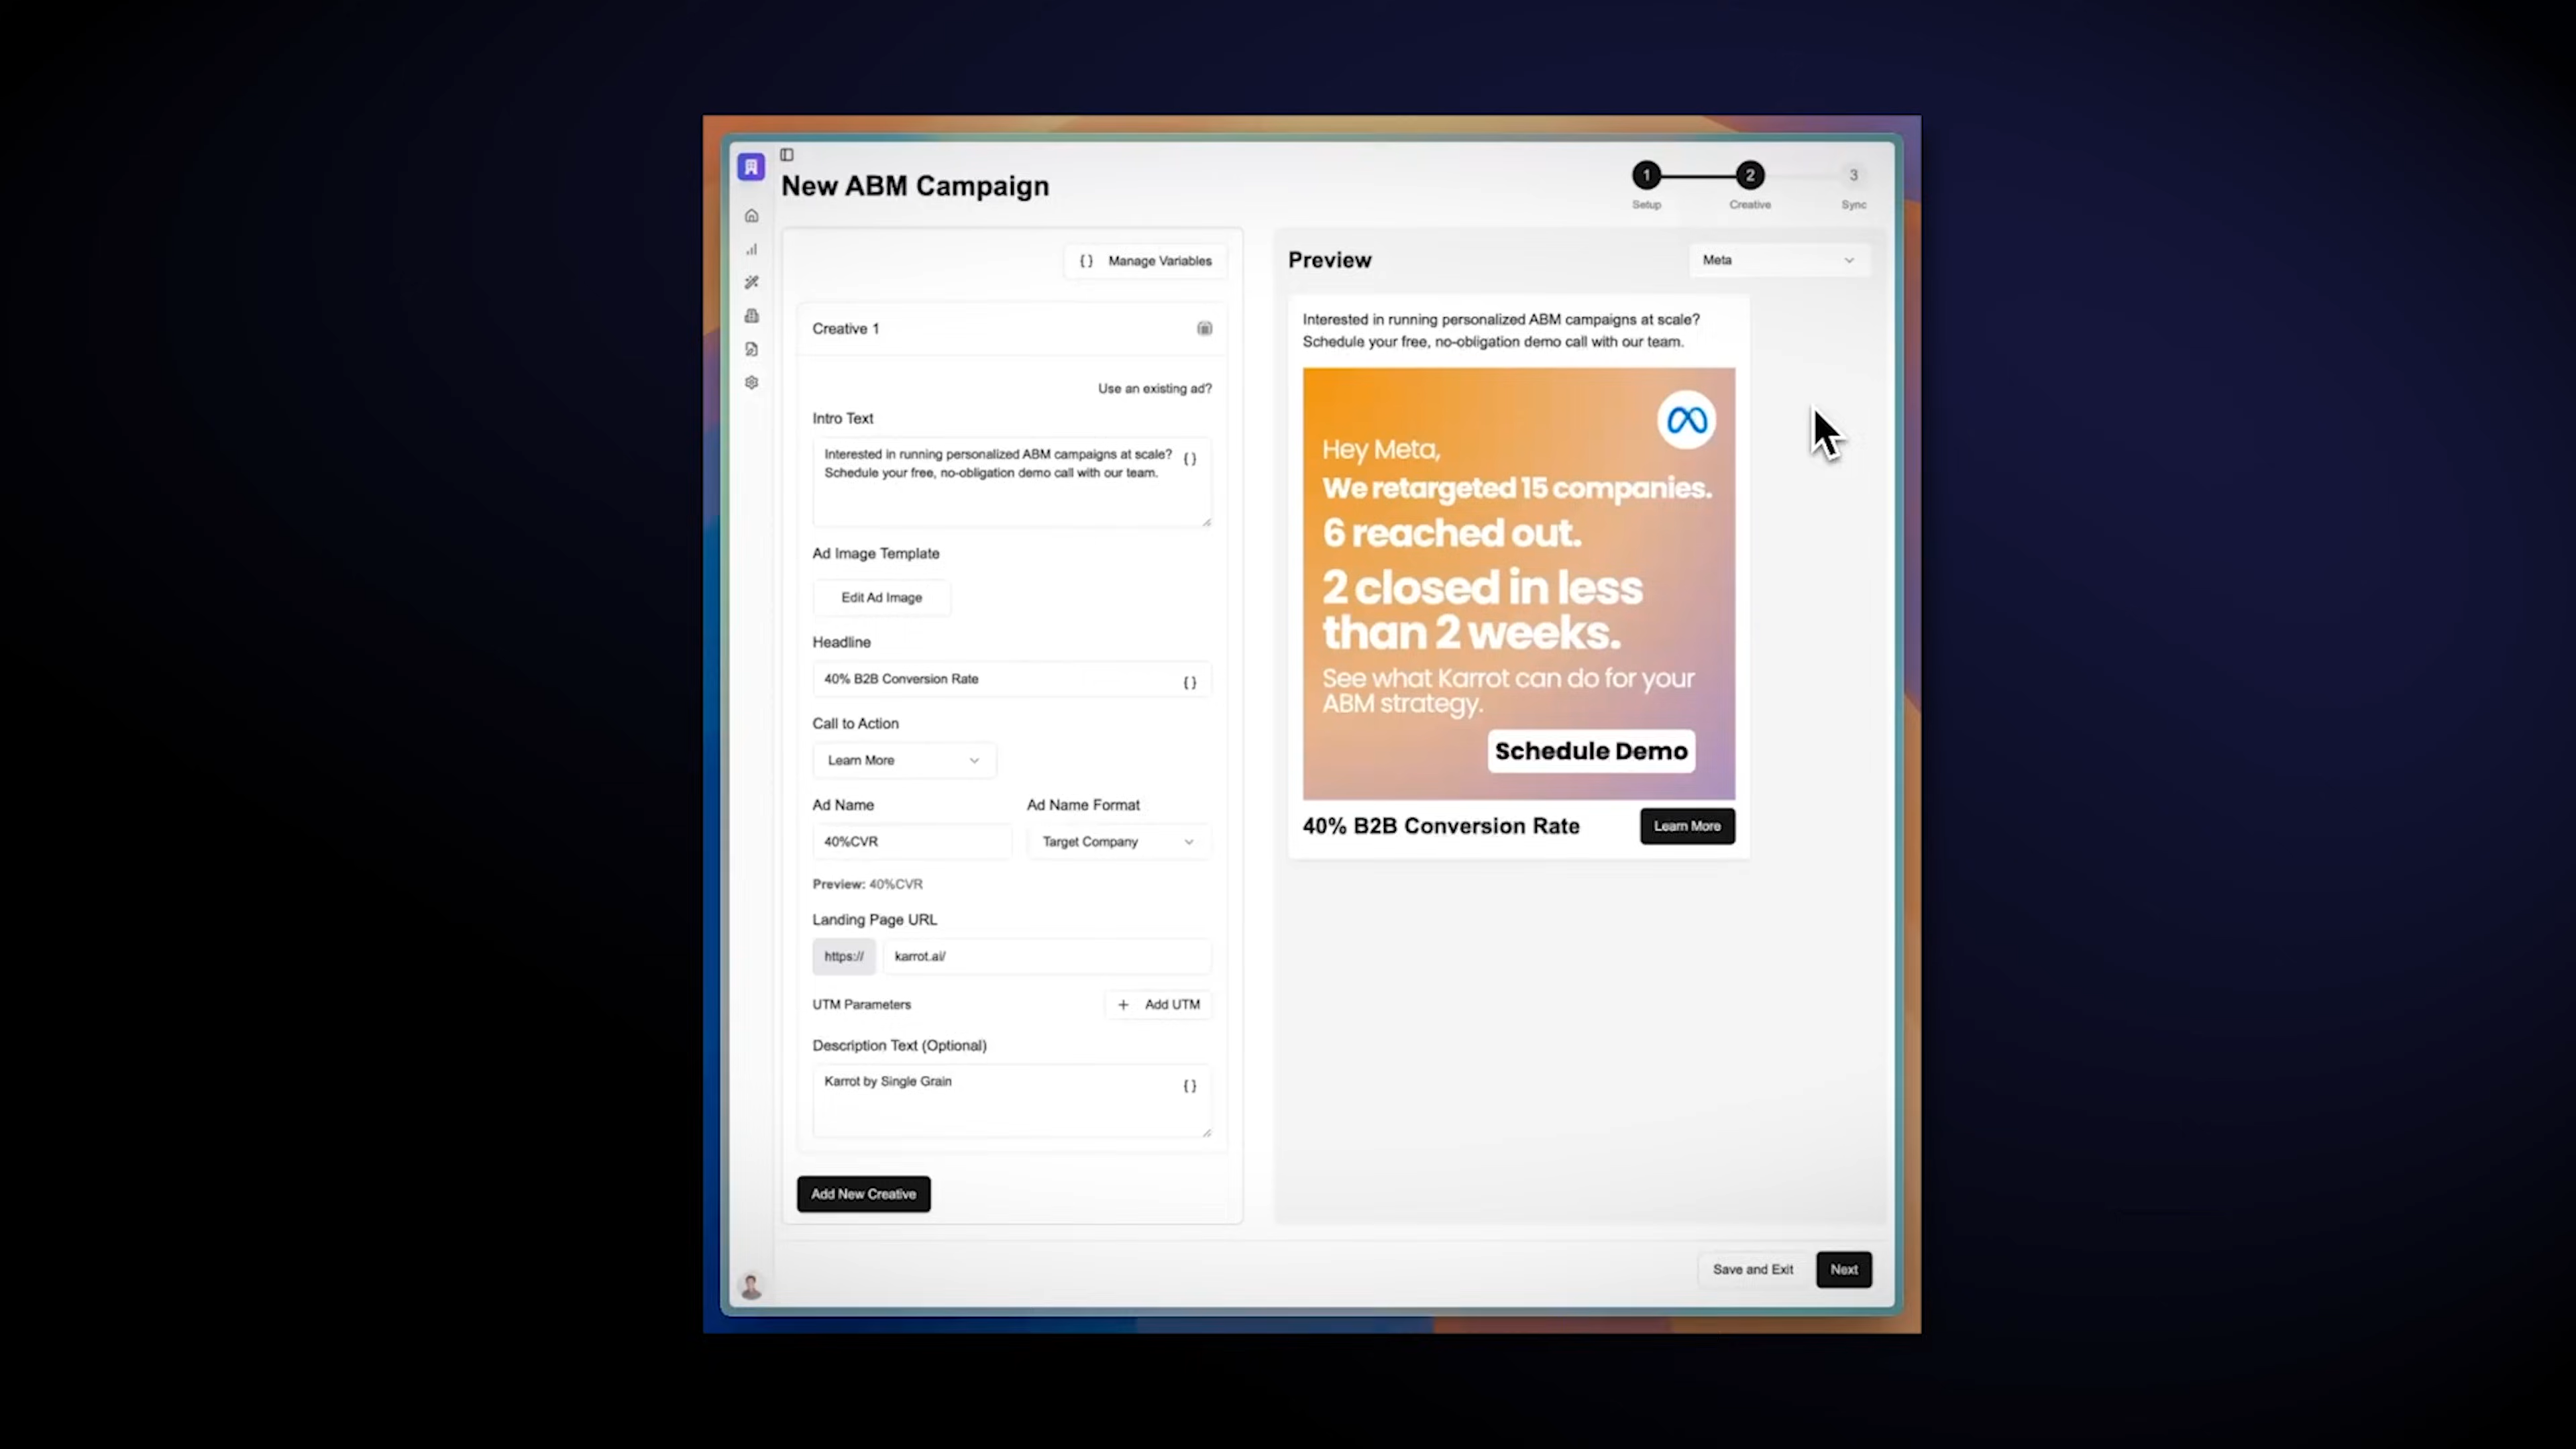 New ABM Campaign
1
2
3
Setup
Creative
Sync
{} Manage Variables
Creative 1
Use an existing ad?
Intro Text
Interested in running personalized ABM campaigns at scale? {}
Schedule your free, no-obligation demo call with our team.
Ad Image Template
Edit Ad Image
Headline
40% B2B Conversion Rate {}
Call to Action
Learn More
Ad Name
Ad Name Format
40%CVR
Target Company
Preview: 40%CVR
Landing Page URL
https://
karrot.ai/
UTM Parameters
+ Add UTM
Description Text (Optional)
Karrot by Single Grain {}
Add New Creative
Preview
Meta
Interested in running personalized ABM campaigns at scale?
Schedule your free, no-obligation demo call with our team.
Hey Meta,
We retargeted 15 companies.
6 reached out.
2 closed in less
than 2 weeks.
See what Karrot can do for your
ABM strategy.
Schedule Demo
40% B2B Conversion Rate
Learn More
Save and Exit
Next